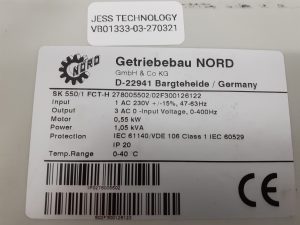 JESS TECHNOLOGY
VB01333-03-270321
NORD
Getriebebau NORD
GmbH & Co KG
D-22941 Bargteheide / Germany
SK 550/1 FCT-H 278005502/02F300126122
Input 1 AC 230V +-15%, 47-63Hz
Output 3 AC 0 -Input Voltage, 0-400Hz
Motor 0,55 kW
Power 1,05 kVA
Protection IEC 61140/VDE 106 Class 1 IEC 60529
IP 20
Temp.Range 0-40 °C
CE